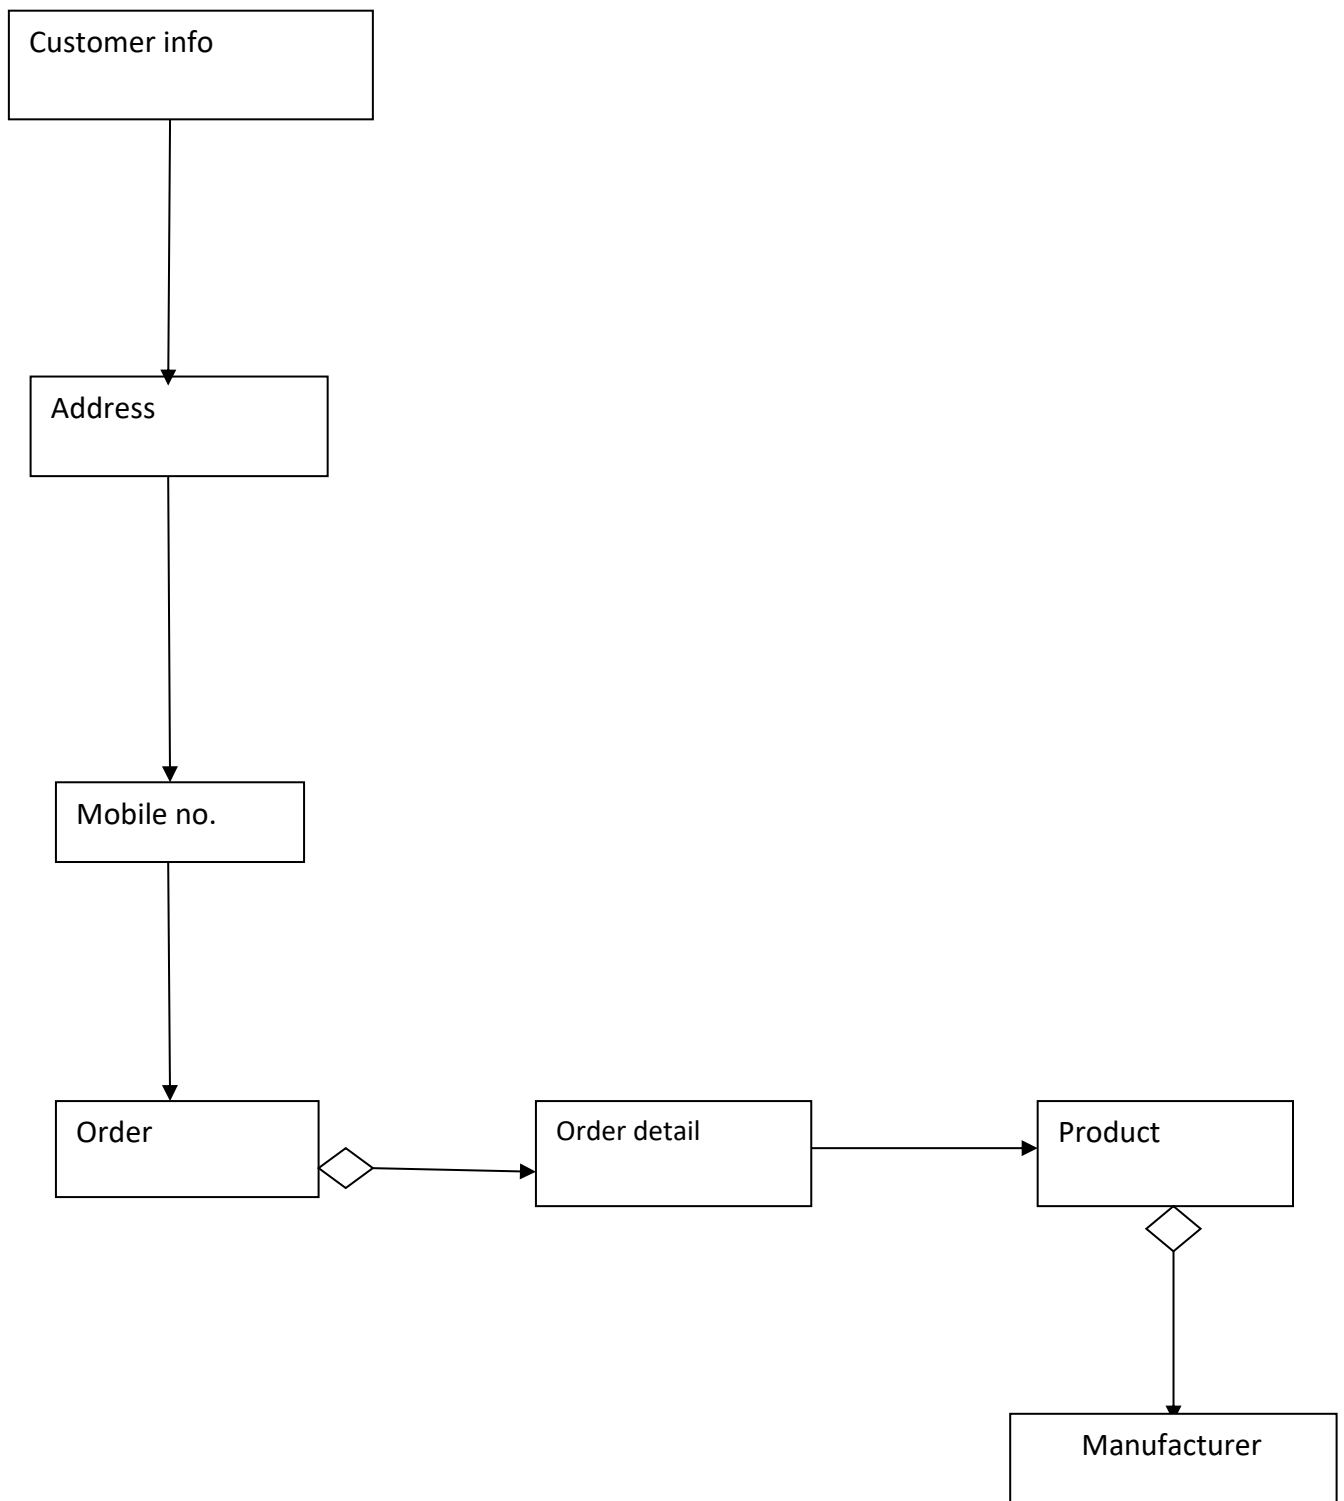 Customer info
Address
Mobile no.
Order
Order detail
Product
Manufacturer